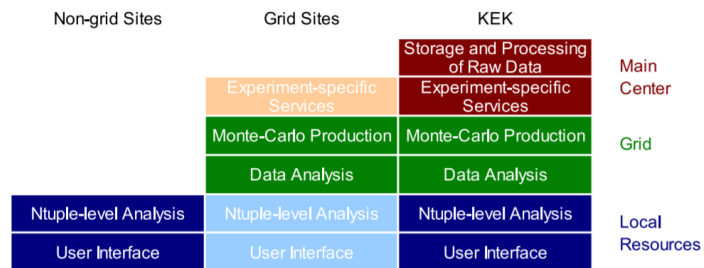 Non-grid Sites
Grid Sites
KEK
Storage and Processing
of Raw Data
Main
Center
Experiment-specific
Services
Experiment-specific
Services
Monte-Carlo Production
Monte-Carlo Production
Grid
Data Analysis
Data Analysis
Ntuple-level Analysis
Ntuple-level Analysis
Ntuple-level Analysis
Local
Resources
User Interface
User Interface
User Interface